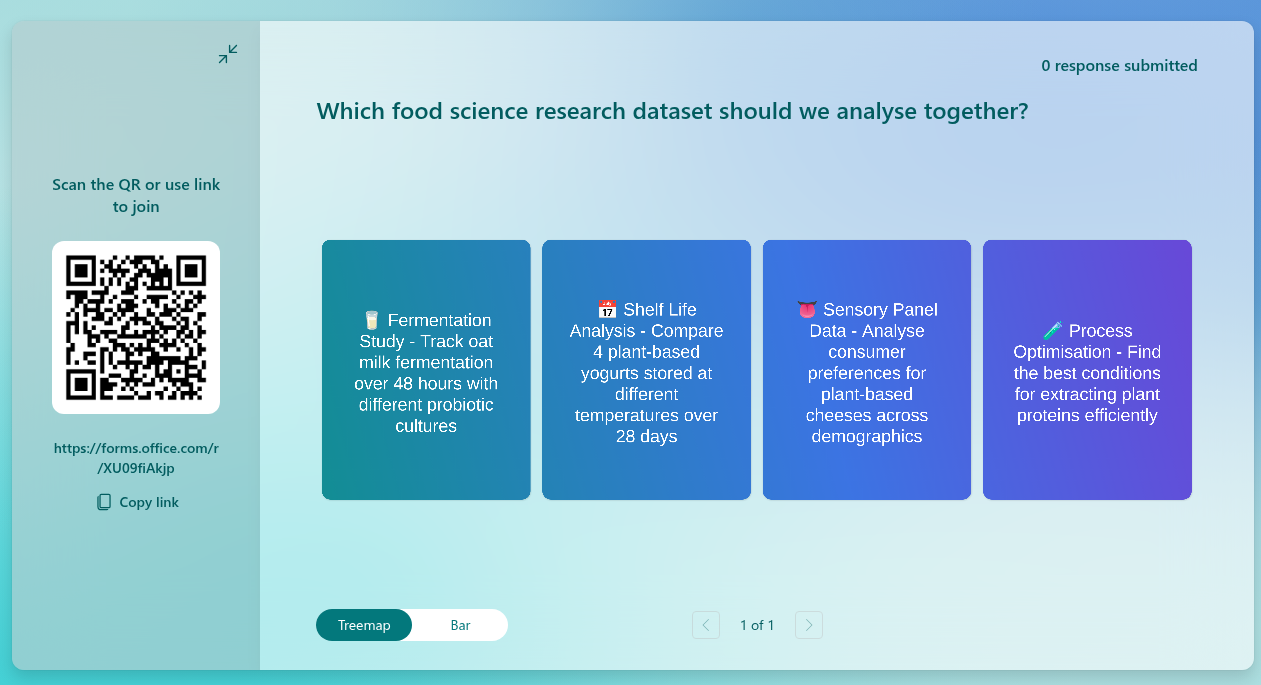 0 response submitted
Which food science research dataset should we analyse together?
Scan the QR or use link
to join
https://forms.office.com/r
/XU09fiAkjp
Copy link
🥛 Fermentation
Study - Track oat
milk fermentation
over 48 hours with
different probiotic
cultures
📅 Shelf Life
Analysis - Compare
4 plant-based
yogurts stored at
different
temperatures over
28 days
👅 Sensory Panel
Data - Analyse
consumer
preferences for
plant-based
cheeses across
demographics
🧪 Process
Optimisation - Find
the best conditions
for extracting plant
proteins efficiently
Treemap
Bar
1 of 1